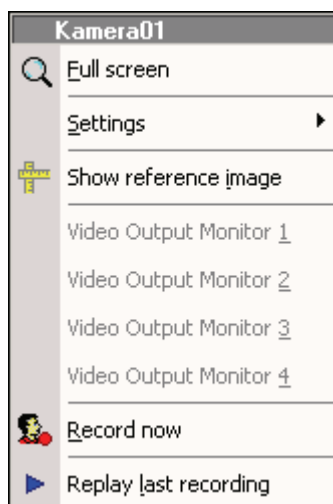 Kamera01
Full screen
Settings
Show reference image
Video Output Monitor 1
Video Output Monitor 2
Video Output Monitor 3
Video Output Monitor 4
Record now
Replay last recording